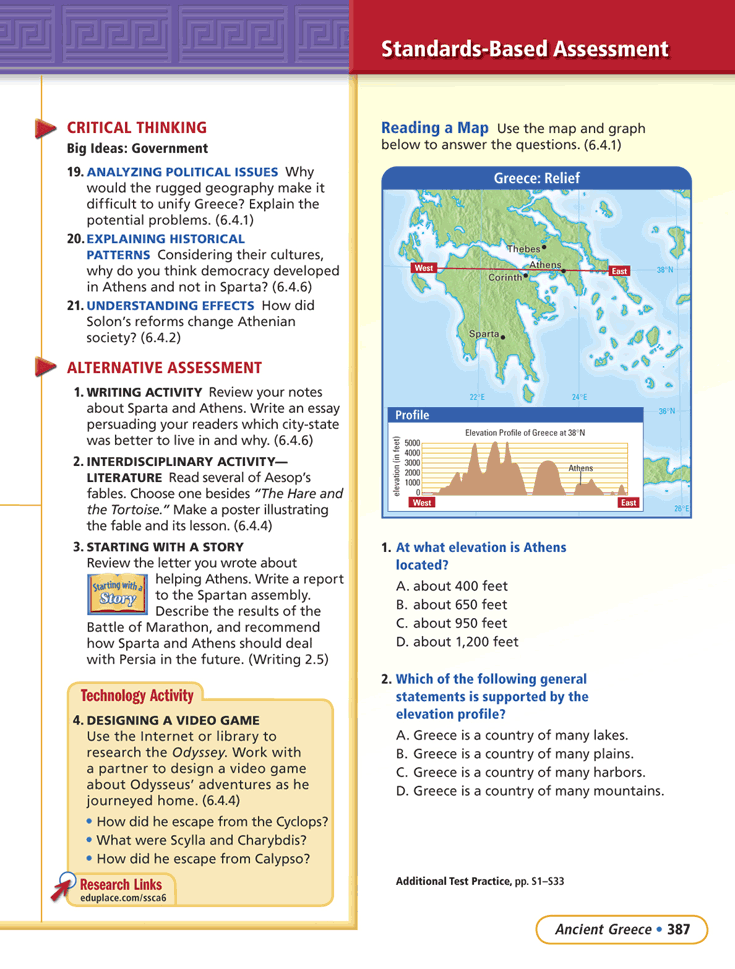 Standards-Based Assessment
CRITICAL THINKING
Big Ideas: Government
19. ANALYZING POLITICAL ISSUES Why
would the rugged geography make it
difficult to unify Greece? Explain the
potential problems. (6.4.1)
20. EXPLAINING HISTORICAL
PATTERNS Considering their cultures,
why do you think democracy developed
in Athens and not in Sparta? (6.4.6)
21. UNDERSTANDING EFFECTS How did
Solon's reforms change Athenian
society? (6.4.2)
ALTERNATIVE ASSESSMENT
1. WRITING ACTIVITY Review your notes
about Sparta and Athens. Write an essay
persuading your readers which city-state
was better to live in and why. (6.4.6)
2. INTERDISCIPLINARY ACTIVITY—
LITERATURE Read several of Aesop's
fables. Choose one besides "The Hare and
the Tortoise." Make a poster illustrating
the fable and its lesson. (6.4.4)
3. STARTING WITH A STORY
Review the letter you wrote about
Starting with a
Story
helping Athens. Write a report
to the Spartan assembly.
Describe the results of the
Battle of Marathon, and recommend
how Sparta and Athens should deal
with Persia in the future. (Writing 2.5)
Technology Activity
4. DESIGNING A VIDEO GAME
Use the Internet or library to
research the Odyssey. Work with
a partner to design a video game
about Odysseus' adventures as he
journeyed home. (6.4.4)
• How did he escape from the Cyclops?
• What were Scylla and Charybdis?
• How did he escape from Calypso?
Research Links
eduplace.com/ssca6
Reading a Map Use the map and graph
below to answer the questions. (6.4.1)
Greece: Relief
Thebes
West
Athens
East
38°N
Corinth
Sparta
22°E
24°E
36°N
26°E
Profile
Elevation Profile of Greece at 38°N
elevation (in feet)
5000
4000
3000
2000
1000
0
Athens
West
East
1. At what elevation is Athens
located?
A. about 400 feet
B. about 650 feet
C. about 950 feet
D. about 1,200 feet
2. Which of the following general
statements is supported by the
elevation profile?
A. Greece is a country of many lakes.
B. Greece is a country of many plains.
C. Greece is a country of many harbors.
D. Greece is a country of many mountains.
Additional Test Practice, pp. S1–S33
Ancient Greece • 387